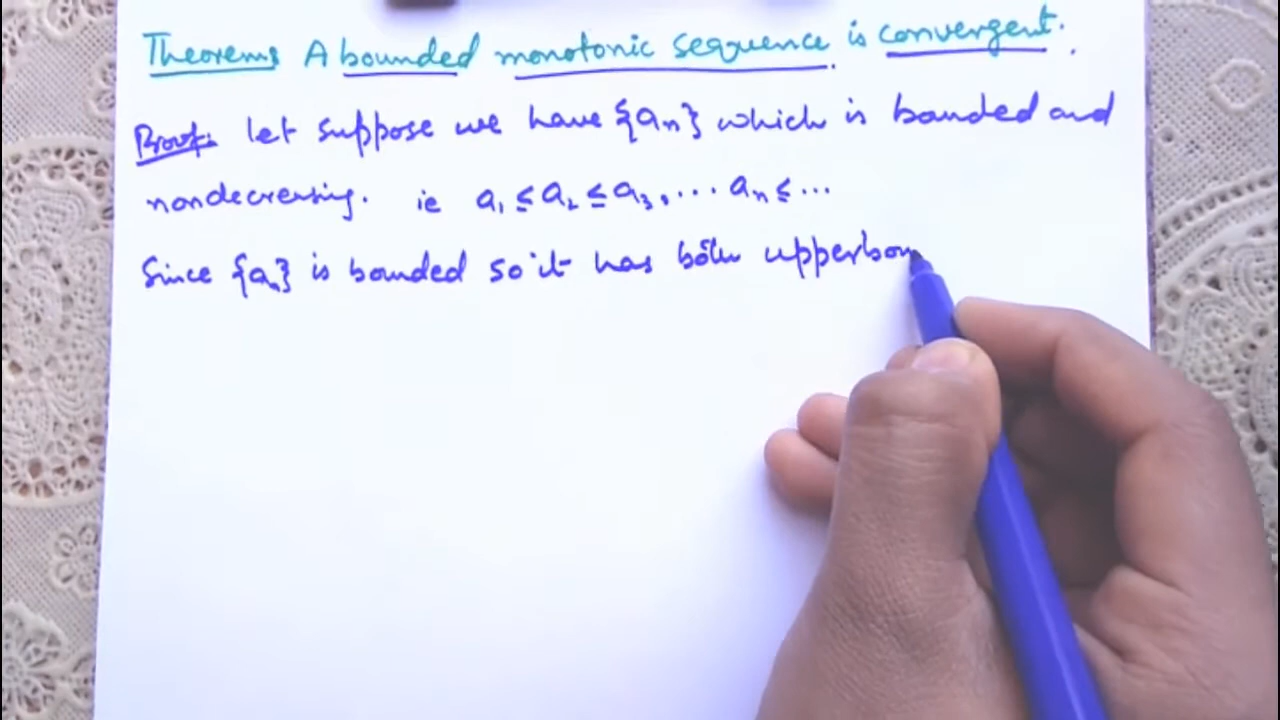 Theorem: A bounded monotonic sequence is convergent.
Proof: let suppose we have {aₙ} which is bounded and
nondecreasing. ie a₁ ≤ a₂ ≤ a₃, ... aₙ ≤ ...
Since {aₙ} is bounded so it has both upperboun